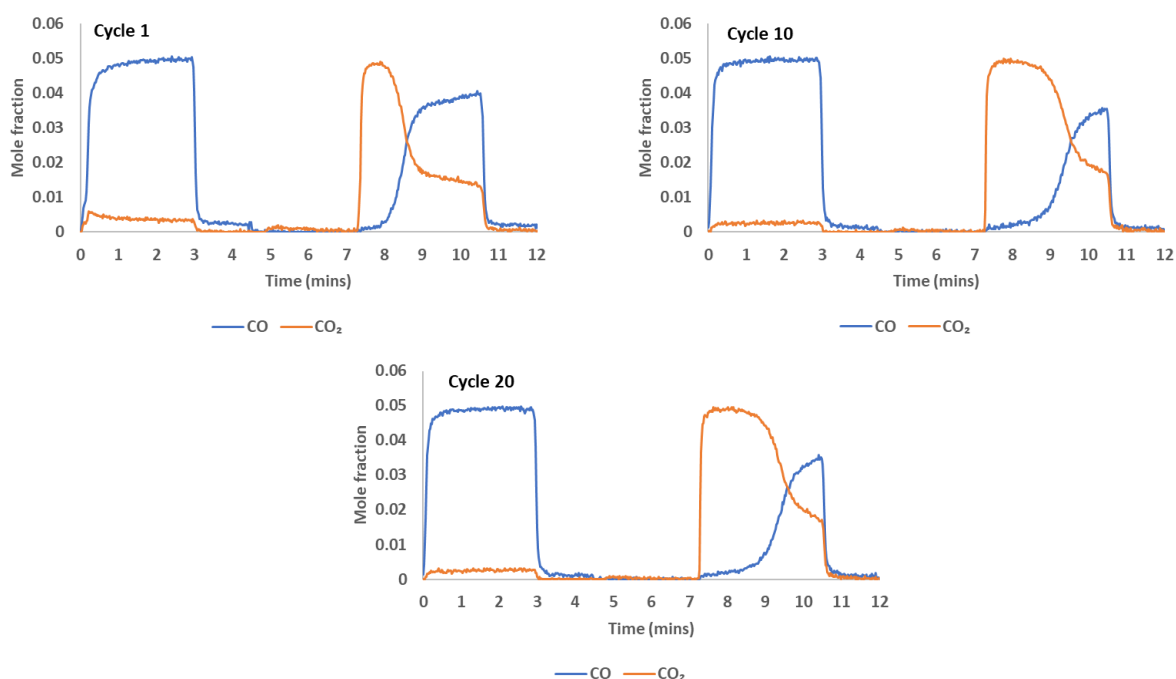 Cycle 1
Mole fraction
0.06
0.05
0.04
0.03
0.02
0.01
0
0 1 2 3 4 5 6 7 8 9 10 11 12
Time (mins)
CO CO₂
Cycle 10
Mole fraction
0.06
0.05
0.04
0.03
0.02
0.01
0
0 1 2 3 4 5 6 7 8 9 10 11 12
Time (mins)
CO CO₂
Cycle 20
Mole fraction
0.06
0.05
0.04
0.03
0.02
0.01
0
0 1 2 3 4 5 6 7 8 9 10 11 12
Time (mins)
CO CO₂